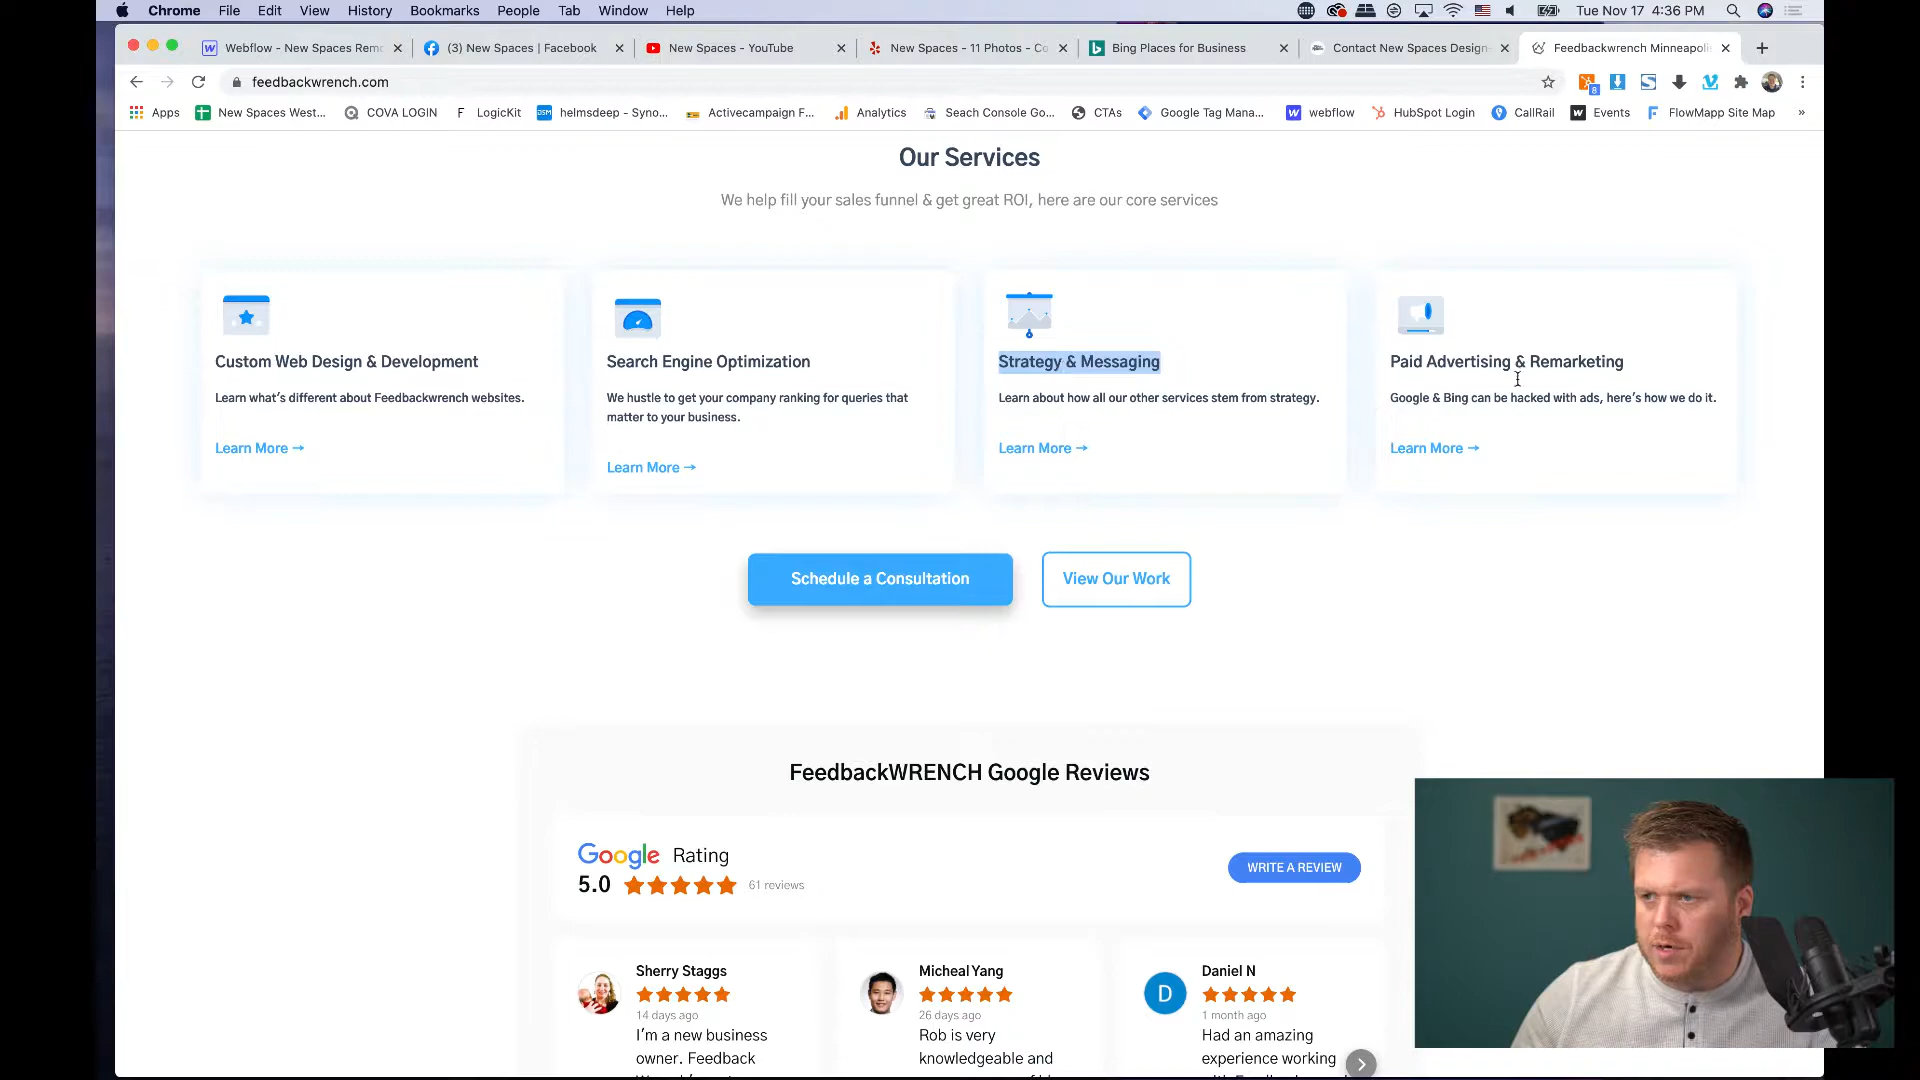 Chrome File Edit View History Bookmarks People Tab Window Help Tue Nov 17 4:36 PM
Webflow - New Spaces Rem (3) New Spaces | Facebook New Spaces - YouTube New Spaces - 11 Photos - Co Bing Places for Business Contact New Spaces Design Feedbackwrench Minneapoli
feedbackwrench.com
8
Apps New Spaces West... COVA LOGIN F LogicKit DSM helmsdeep - Syno... Activecampaign F... Analytics Seach Console Go... CTAs Google Tag Mana... webflow HubSpot Login CallRail Events FlowMapp Site Map »
Our Services
We help fill your sales funnel & get great ROI, here are our core services
Custom Web Design & Development
Learn what's different about Feedbackwrench websites.
Learn More →
Search Engine Optimization
We hustle to get your company ranking for queries that
matter to your business.
Learn More →
Strategy & Messaging
Learn about how all our other services stem from strategy.
Learn More →
Paid Advertising & Remarketing
Google & Bing can be hacked with ads, here's how we do it.
Learn More →
Schedule a Consultation
View Our Work
FeedbackWRENCH Google Reviews
Google Rating
5.0 61 reviews
WRITE A REVIEW
Sherry Staggs
14 days ago
I'm a new business
owner. Feedback
Micheal Yang
26 days ago
Rob is very
knowledgeable and
D
Daniel N
1 month ago
Had an amazing
experience working